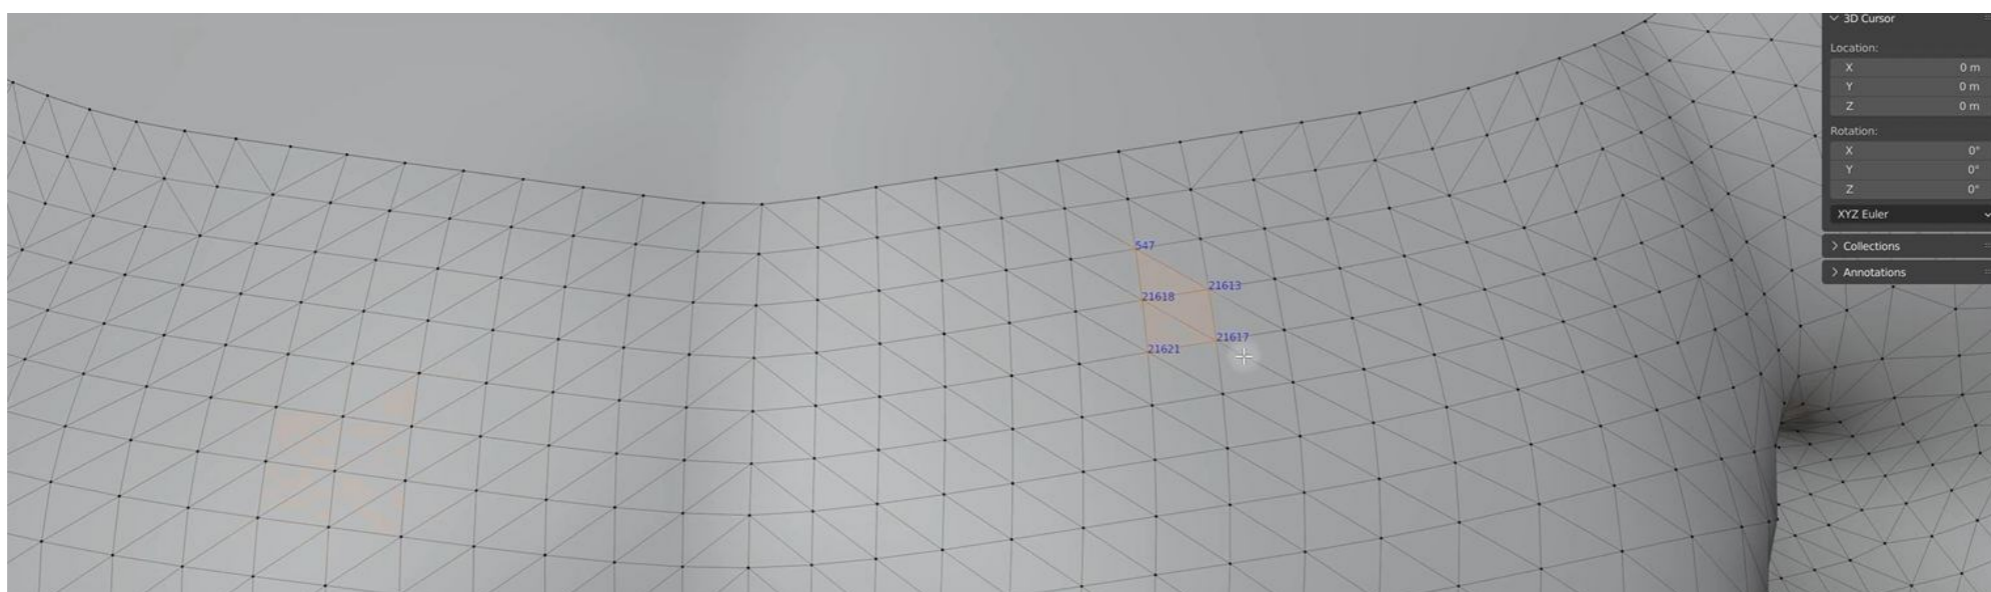 3D Cursor
Location:
X 0 m
Y 0 m
Z 0 m
Rotation:
X 0°
Y 0°
Z 0°
XYZ Euler
Collections
Annotations
547
21613
21618
21617
21621